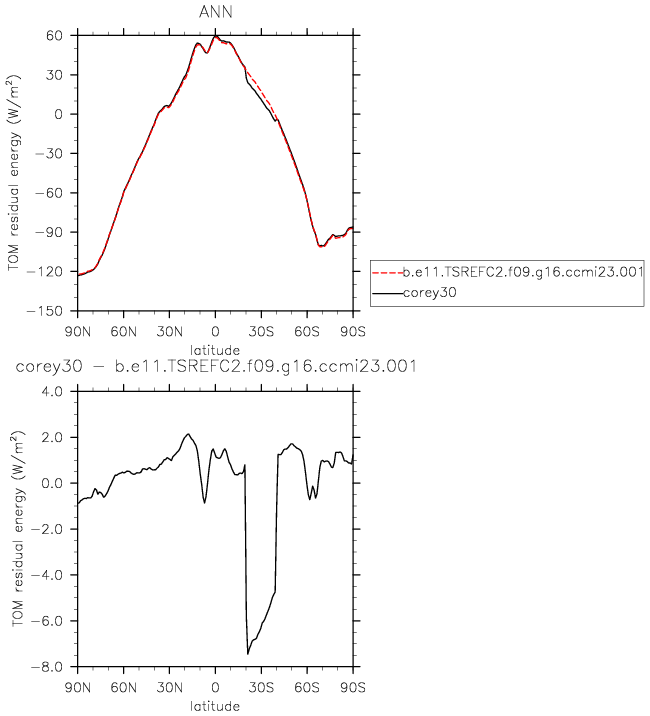 ANN
TOM residual energy (W/m²)
60
30
0
−30
−60
−90
−120
−150
90N 60N 30N 0 30S 60S 90S
latitude
b.e11.TSREFC2.f09.g16.ccmi23.001
corey30
corey30 − b.e11.TSREFC2.f09.g16.ccmi23.001
TOM residual energy (W/m²)
4.0
2.0
0.0
−2.0
−4.0
−6.0
−8.0
90N 60N 30N 0 30S 60S 90S
latitude